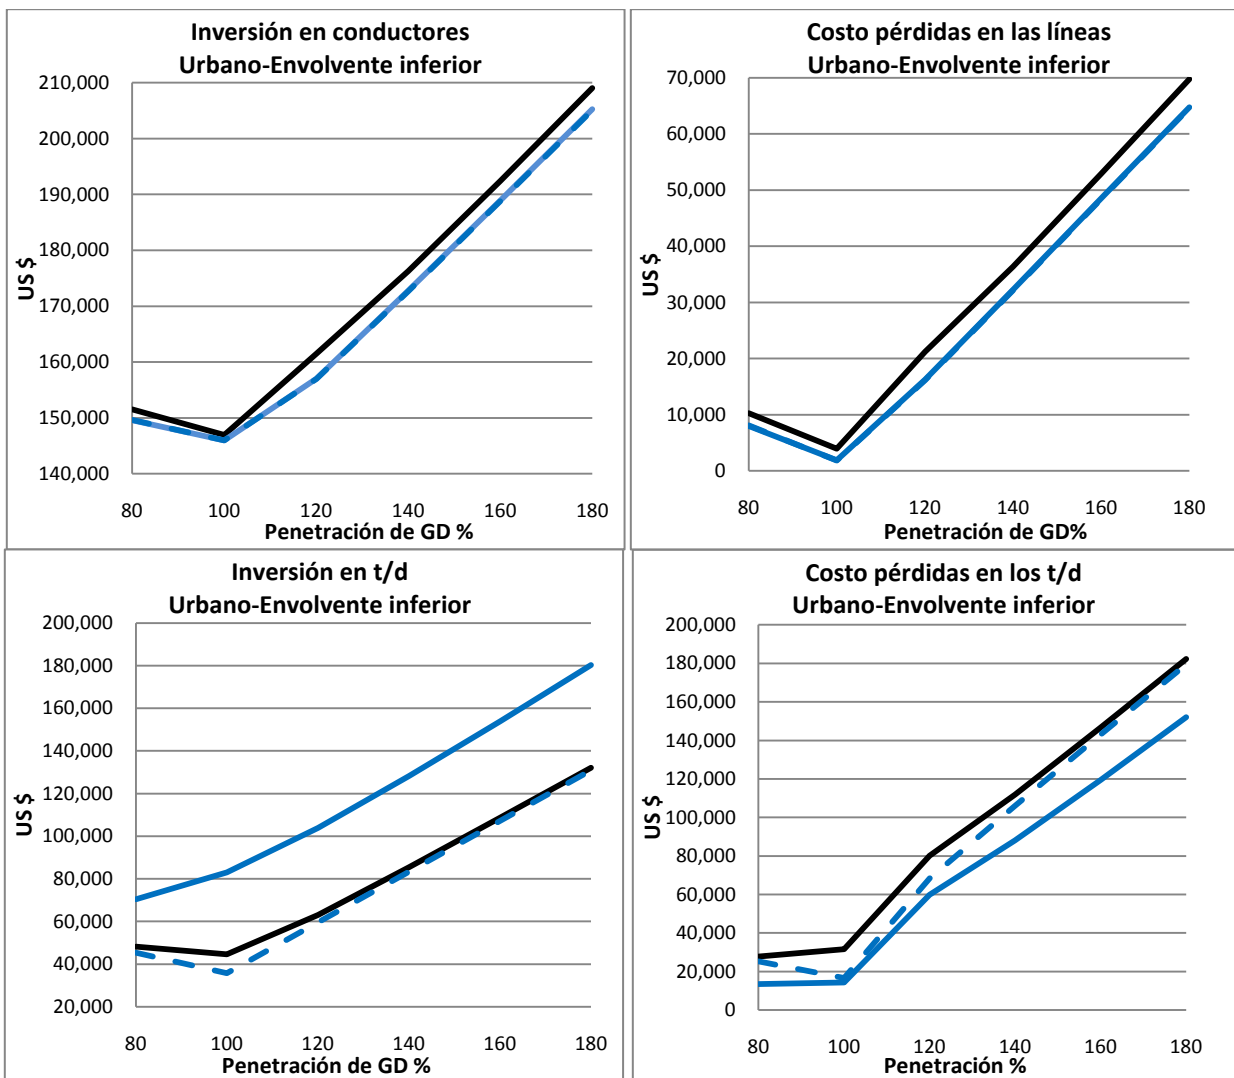 Inversión en conductores
Urbano-Envolvente inferior
210,000
200,000
190,000
180,000
170,000
160,000
150,000
140,000
US $
80 100 120 140 160 180
Penetración de GD %
Costo pérdidas en las líneas
Urbano-Envolvente inferior
70,000
60,000
50,000
40,000
30,000
20,000
10,000
0
US $
80 100 120 140 160 180
Penetración de GD%
Inversión en t/d
Urbano-Envolvente inferior
200,000
180,000
160,000
140,000
120,000
100,000
80,000
60,000
40,000
20,000
US $
80 100 120 140 160 180
Penetración de GD %
Costo pérdidas en los t/d
Urbano-Envolvente inferior
200,000
180,000
160,000
140,000
120,000
100,000
80,000
60,000
40,000
20,000
0
US $
80 100 120 140 160 180
Penetración %